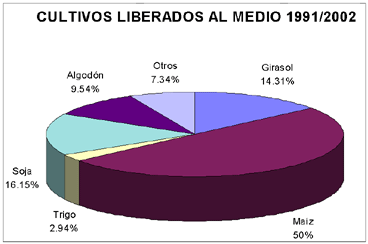 CULTIVOS LIBERADOS AL MEDIO 1991/2002
Otros
7.34%
Girasol
14.31%
Algodón
9.54%
Soja
16.15%
Trigo
2.94%
Maiz
50%